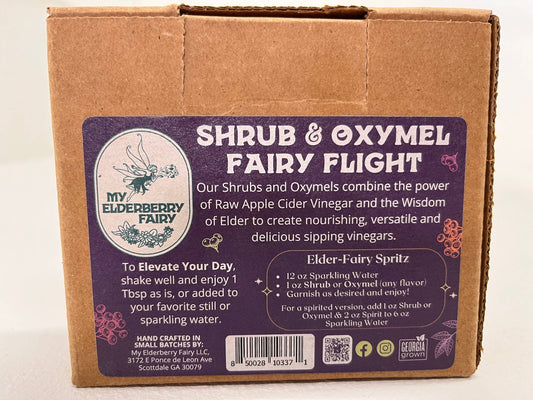 SHRUB & OXYMEL
FAIRY FLIGHT
MY
ELDERBERRY
FAIRY
Our Shrubs and Oxymels combine the power
of Raw Apple Cider Vinegar and the Wisdom
of Elder to create nourishing, versatile and
delicious sipping vinegars.
To Elevate Your Day,
shake well and enjoy 1
Tbsp as is, or added to
your favorite still or
sparkling water.
Elder-Fairy Spritz
• 12 oz Sparkling Water
• 1 oz Shrub or Oxymel (any flavor)
• Garnish as desired and enjoy!
For a spirited version, add 1 oz Shrub or
Oxymel & 2 oz Spirit to 6 oz
Sparkling Water
HAND CRAFTED IN
SMALL BATCHES BY:
My Elderberry Fairy LLC,
3172 E Ponce de Leon Ave
Scottdale GA 30079
8 50028 10337 1
GEORGIA
grown